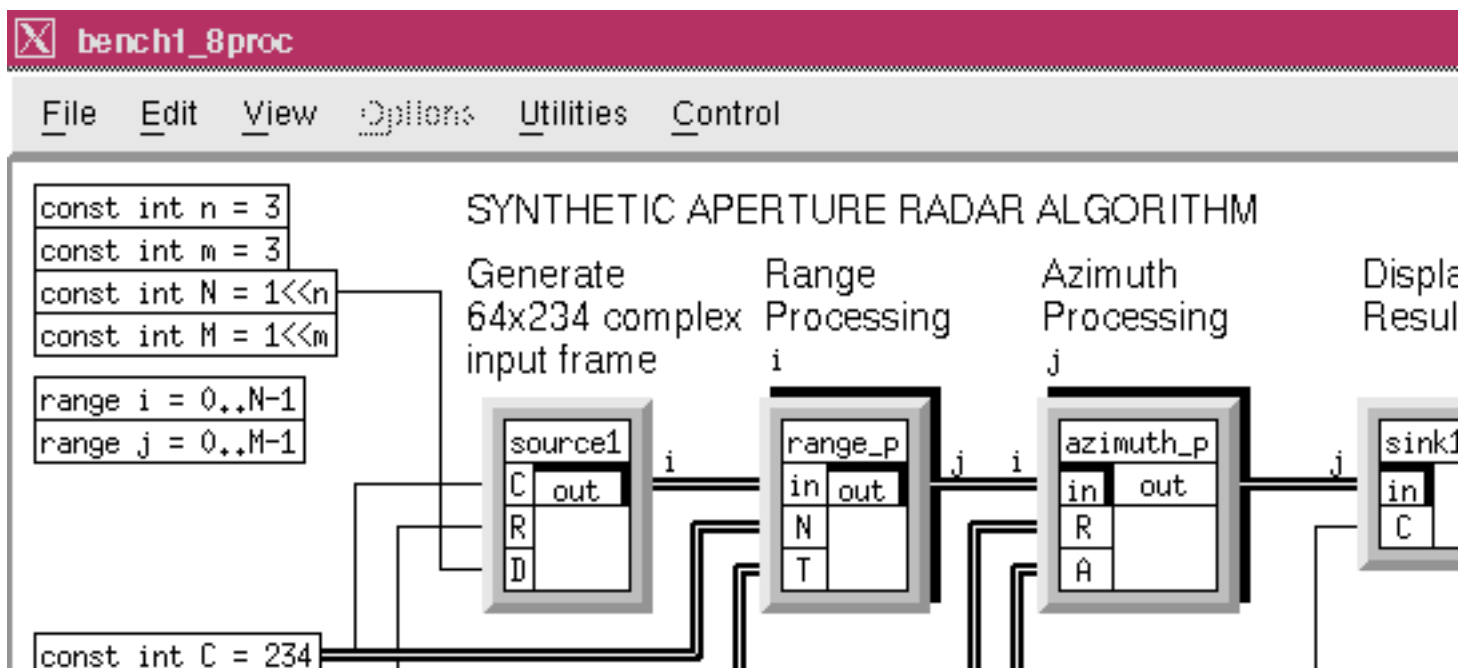 bench1_8proc
File Edit View Options Utilities Control
const int n = 3
const int m = 3
const int N = 1<<n
const int M = 1<<m
range i = 0..N-1
range j = 0..M-1
SYNTHETIC APERTURE RADAR ALGORITHM
Generate
64x234 complex
input frame
Range
Processing
i
Azimuth
Processing
j
source1
C out
R
D
i
range_p
in out
N
T
j i
azimuth_p
in out
R
A
j
in
C
const int C = 234